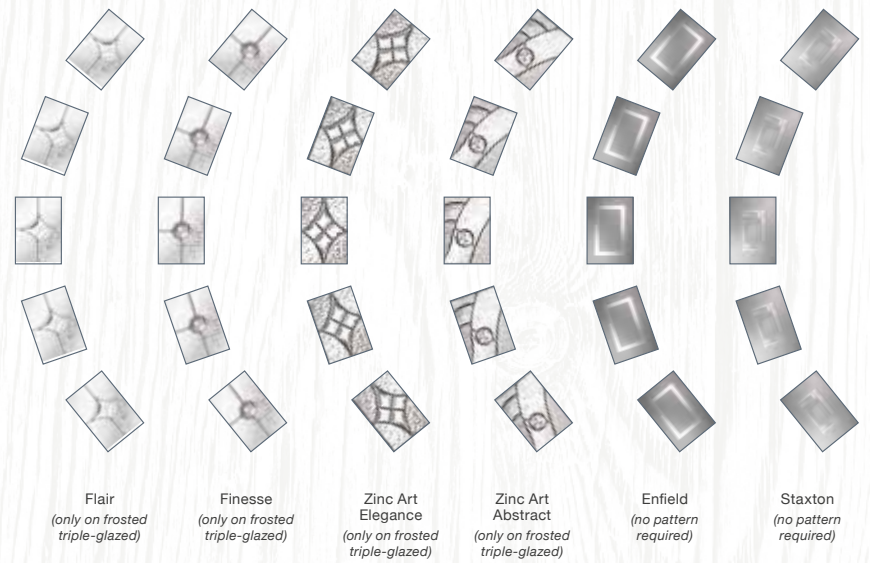 Flair
(only on frosted
triple-glazed)
Finesse
(only on frosted
triple-glazed)
Zinc Art
Elegance
(only on frosted
triple-glazed)
Zinc Art
Abstract
(only on frosted
triple-glazed)
Enfield
(no pattern
required)
Staxton
(no pattern
required)